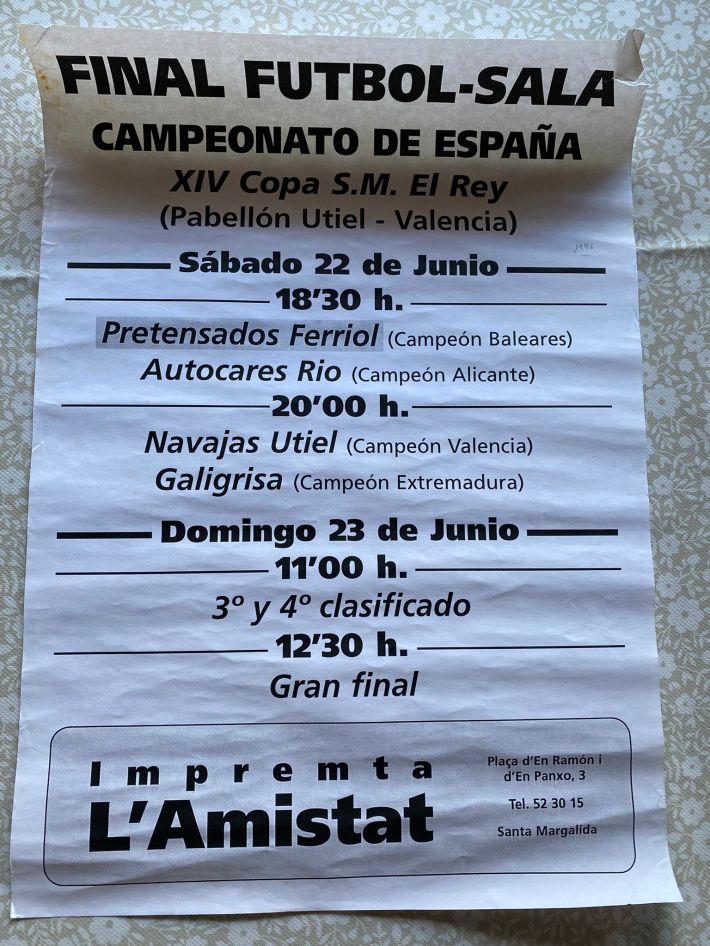 FINAL FUTBOL-SALA
CAMPEONATO DE ESPAÑA
XIV Copa S.M. El Rey
(Pabellón Utiel - Valencia)
1996
Sábado 22 de Junio
18'30 h.
Pretensados Ferriol (Campeón Baleares)
Autocares Rio (Campeón Alicante)
20'00 h.
Navajas Utiel (Campeón Valencia)
Galigrisa (Campeón Extremadura)
Domingo 23 de Junio
11'00 h.
3º y 4º clasificado
12'30 h.
Gran final
Impremta
L'Amistat
Plaça d'En Ramón i
d'En Panxo, 3
Tel. 52 30 15
Santa Margalida